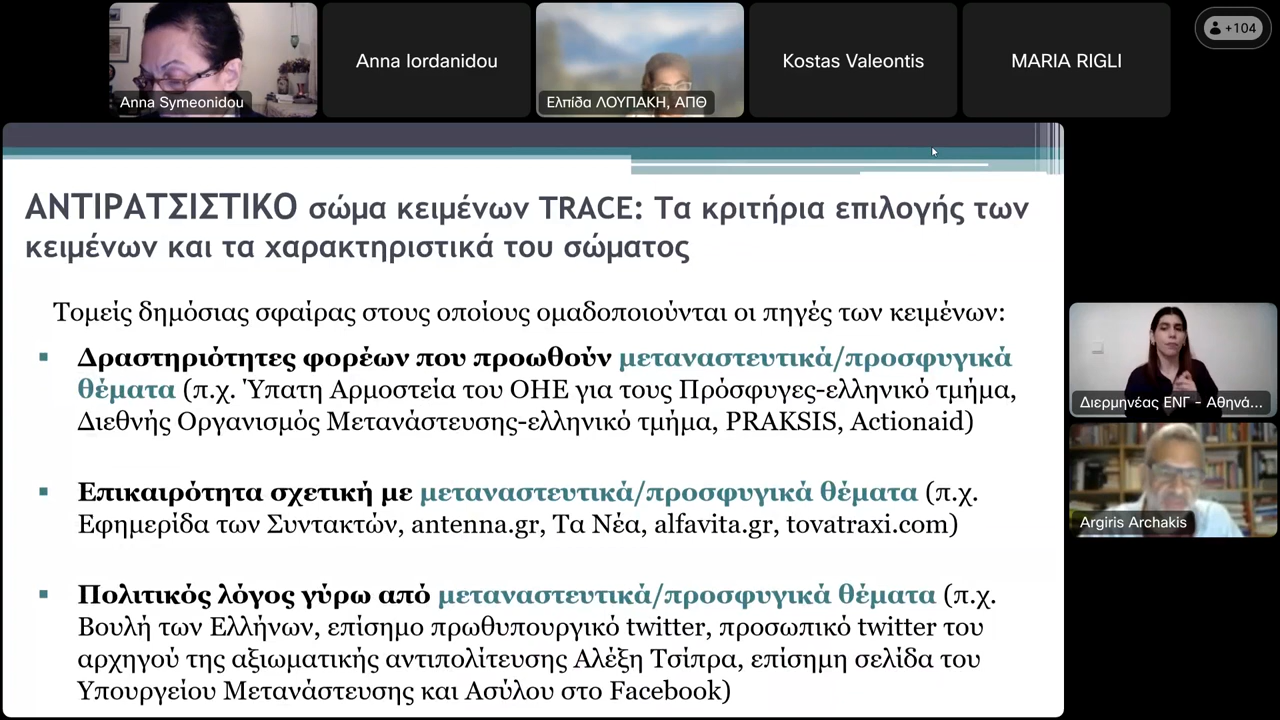 Anna Symeonidou
Anna Iordanidou
Ελπίδα ΛΟΥΠΑΚΗ, ΑΠΘ
Kostas Valeontis
MARIA RIGLI
+104
ΑΝΤΙΡΑΤΣΙΣΤΙΚΟ σώμα κειμένων TRACE: Τα κριτήρια επιλογής των
κειμένων και τα χαρακτηριστικά του σώματος
Τομείς δημόσιας σφαίρας στους οποίους ομαδοποιούνται οι πηγές των κειμένων:
▪ Δραστηριότητες φορέων που προωθούν μεταναστευτικά/προσφυγικά
θέματα (π.χ. Ύπατη Αρμοστεία του ΟΗΕ για τους Πρόσφυγες-ελληνικό τμήμα,
Διεθνής Οργανισμός Μετανάστευσης-ελληνικό τμήμα, PRAKSIS, Actionaid)
▪ Επικαιρότητα σχετική με μεταναστευτικά/προσφυγικά θέματα (π.χ.
Εφημερίδα των Συντακτών, antenna.gr, Τα Νέα, alfavita.gr, tovatraxi.com)
▪ Πολιτικός λόγος γύρω από μεταναστευτικά/προσφυγικά θέματα (π.χ.
Βουλή των Ελλήνων, επίσημο πρωθυπουργικό twitter, προσωπικό twitter του
αρχηγού της αξιωματικής αντιπολίτευσης Αλέξη Τσίπρα, επίσημη σελίδα του
Υπουργείου Μετανάστευσης και Ασύλου στο Facebook)
Διερμηνέας ΕΝΓ - Αθηνά...
Argiris Archakis